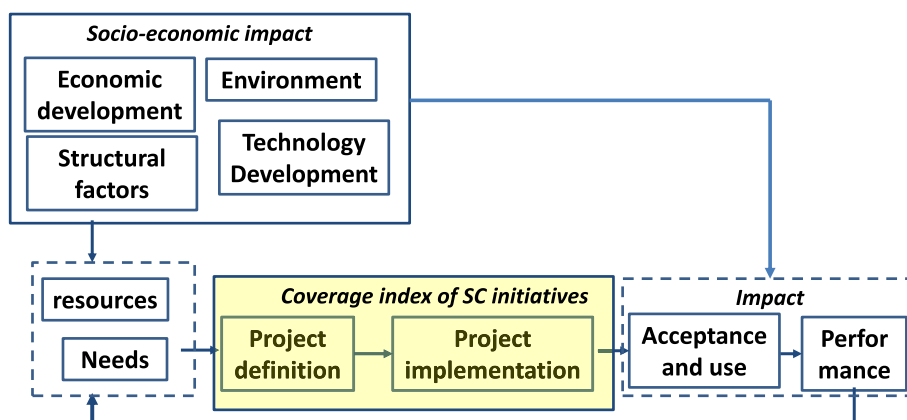 Socio-economic impact
Economic
development
Environment
Structural
factors
Technology
Development
resources
Needs
Coverage index of SC initiatives
Project
definition
Project
implementation
Impact
Acceptance
and use
Perfor
mance